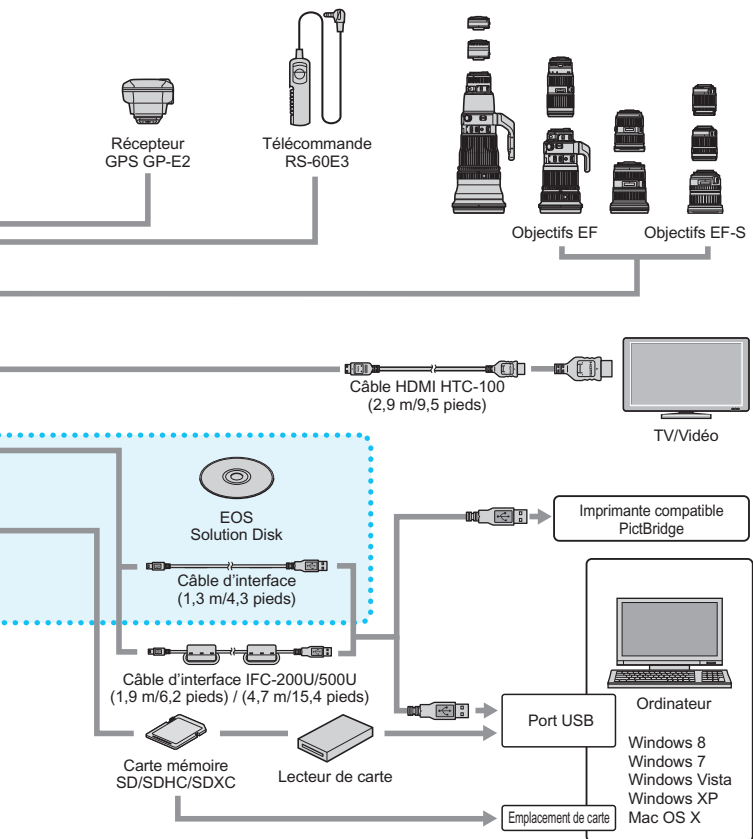 Récepteur
GPS GP-E2
Télécommande
RS-60E3
Objectifs EF
Objectifs EF-S
Câble HDMI HTC-100
(2,9 m/9,5 pieds)
TV/Vidéo
EOS
Solution Disk
Imprimante compatible
PictBridge
Câble d'interface
(1,3 m/4,3 pieds)
Câble d'interface IFC-200U/500U
(1,9 m/6,2 pieds) / (4,7 m/15,4 pieds)
Port USB
Ordinateur
Windows 8
Windows 7
Windows Vista
Windows XP
Mac OS X
Carte mémoire
SD/SDHC/SDXC
Lecteur de carte
Emplacement de carte